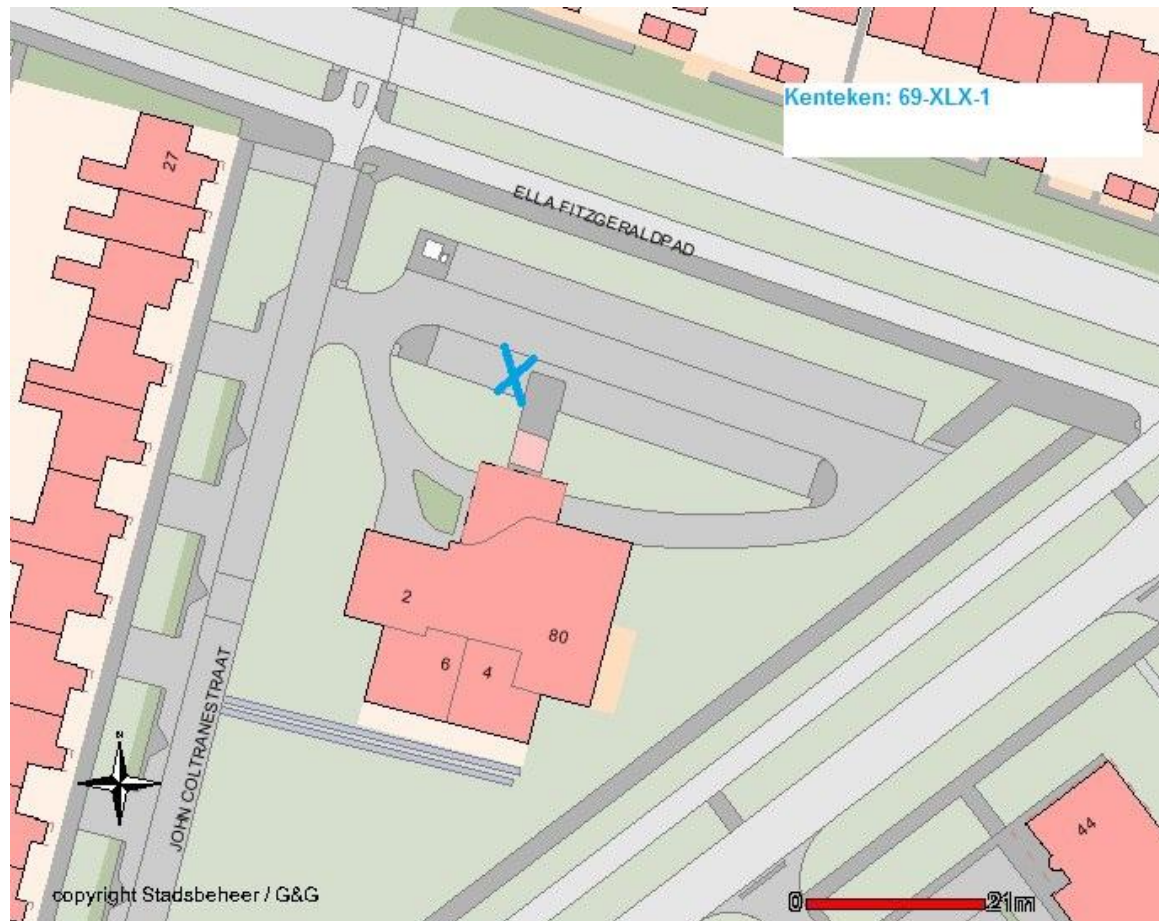 Kenteken: 69-XLX-1
27
ELLA FITZGERALDPAD
2
80
6
4
JOHN COLTRANESTRAAT
N
44
copyright Stadsbeheer / G&G
0 21m